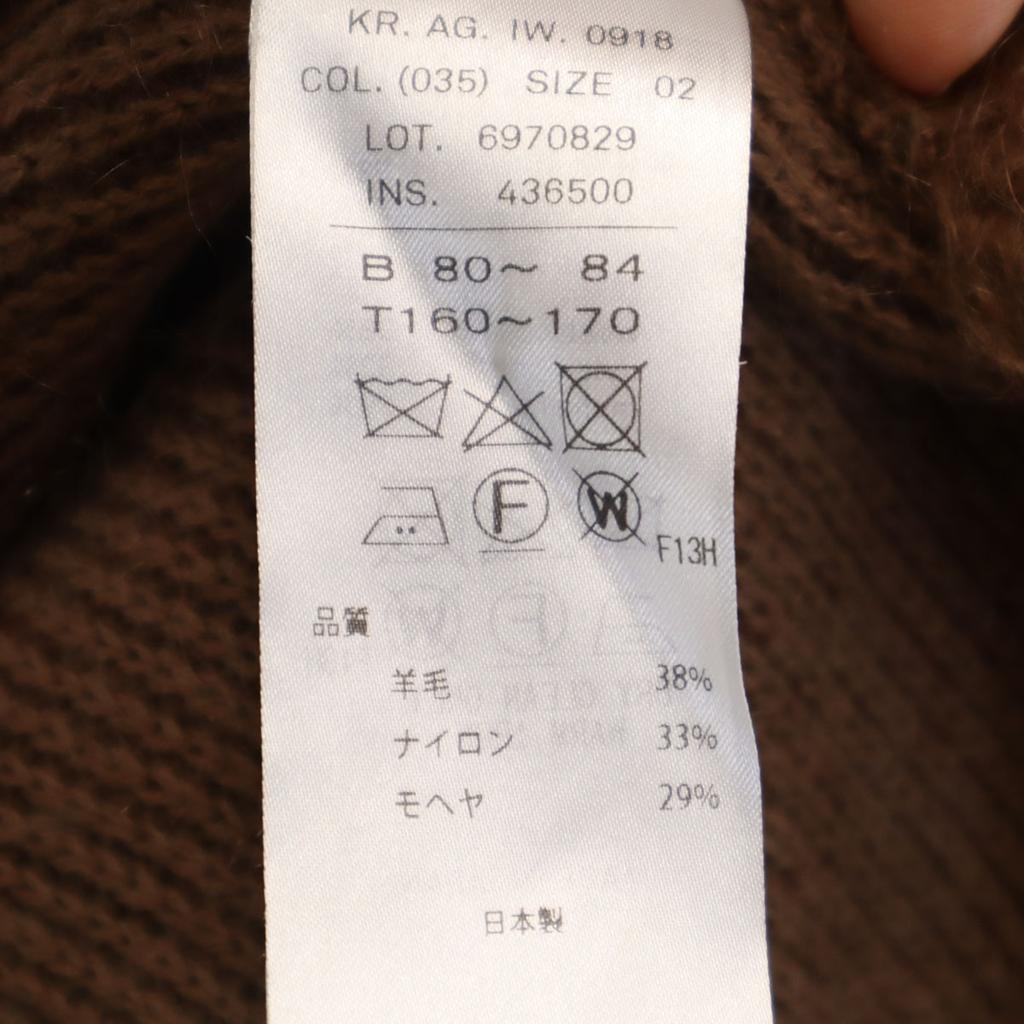 KR. AG. IW. 0918
COL. (035) SIZE 02
LOT. 6970829
INS. 436500
B 80～ 84
T160～170
F W F13H
品質
羊毛 38%
ナイロン 33%
モヘヤ 29%
日本製